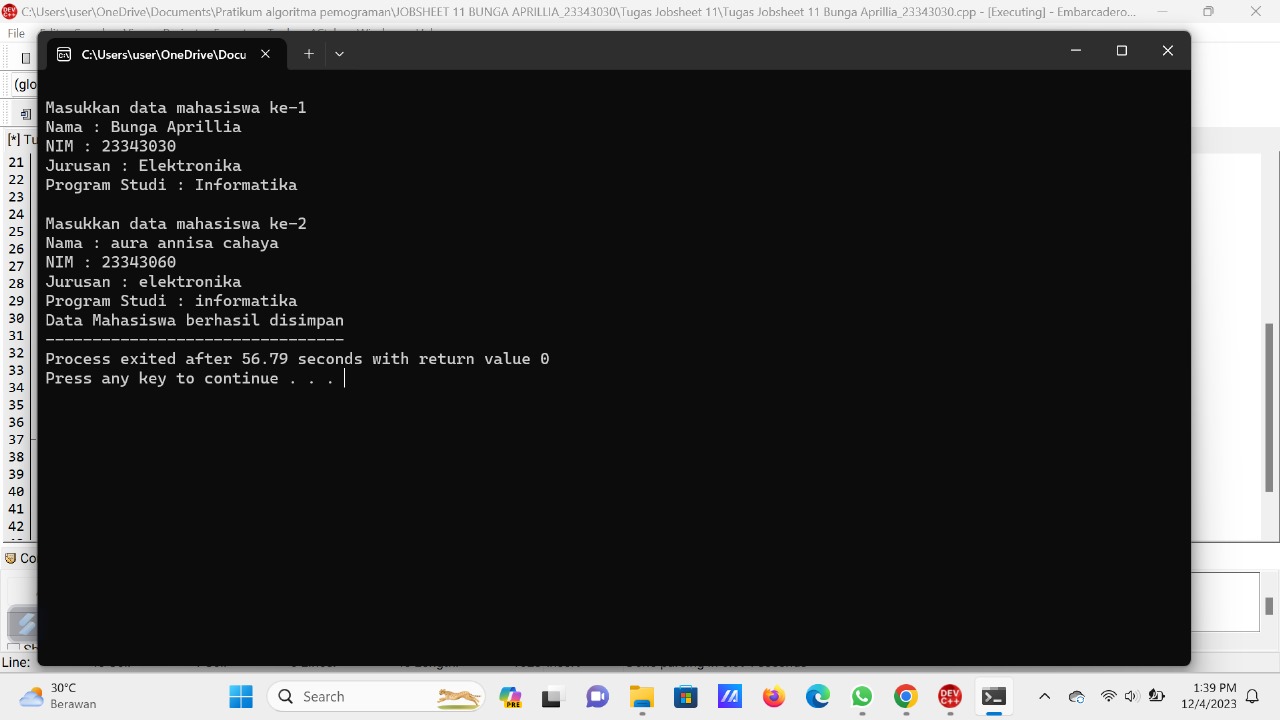 C:\Users\user\OneDrive\Documents\Pratikum algoritma pemograman\JOBSHEET 11 BUNGA APRILLIA_23343030\Tugas Jobsheet 11\Tugas Jobsheet 11 Bunga Aprillia_23343030.cpp - [Executing] - Embarcadero...
File
C:\Users\user\OneDrive\Docu
(glo
[*] Tu
21
22
23
24
25
26
27
28
29
30
31
32
33
34
35
36
37
38
39
40
41
42
Masukkan data mahasiswa ke-1
Nama : Bunga Aprillia
NIM : 23343030
Jurusan : Elektronika
Program Studi : Informatika
Masukkan data mahasiswa ke-2
Nama : aura annisa cahaya
NIM : 23343060
Jurusan : elektronika
Program Studi : informatika
Data Mahasiswa berhasil disimpan
--------------------------------
Process exited after 56.79 seconds with return value 0
Press any key to continue . . .
Co
Line:
30°C
Berawan
Search
PRE
DEV
C++
1:39 PM
12/4/2023